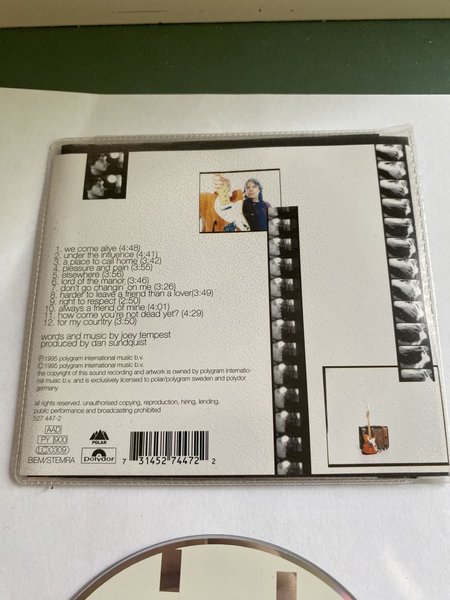 1. we come alive (4:48)
2. under the influence (4:41)
3. a place to call home (3:42)
4. pleasure and pain (3:55)
5. elsewhere (3:56)
6. lord of the manor (3:46)
7. don't go changin' on me (3:26)
8. harder to leave a friend than a lover(3:49)
9. right to respect (2:50)
10. always a friend of mine (4:01)
11. how come you're not dead yet? (4:29)
12. for my country (3:50)
words and music by joey tempest
produced by dan sundquist
℗1995 polygram international music b.v.
©1995 polygram international music b.v.
the copyright of this sound recording and artwork is owned by polygram internatio-
nal music b.v. and is exclusively licensed to polar/polygram sweden and polydor
germany
all rights reserved. unauthorised copying, reproduction, hiring, lending,
public performance and broadcasting prohibited
527 447-2
AAD
PY 900
LC 0309
BIEM/STEMRA
POLAR
Polydor
7 31452 74472 2